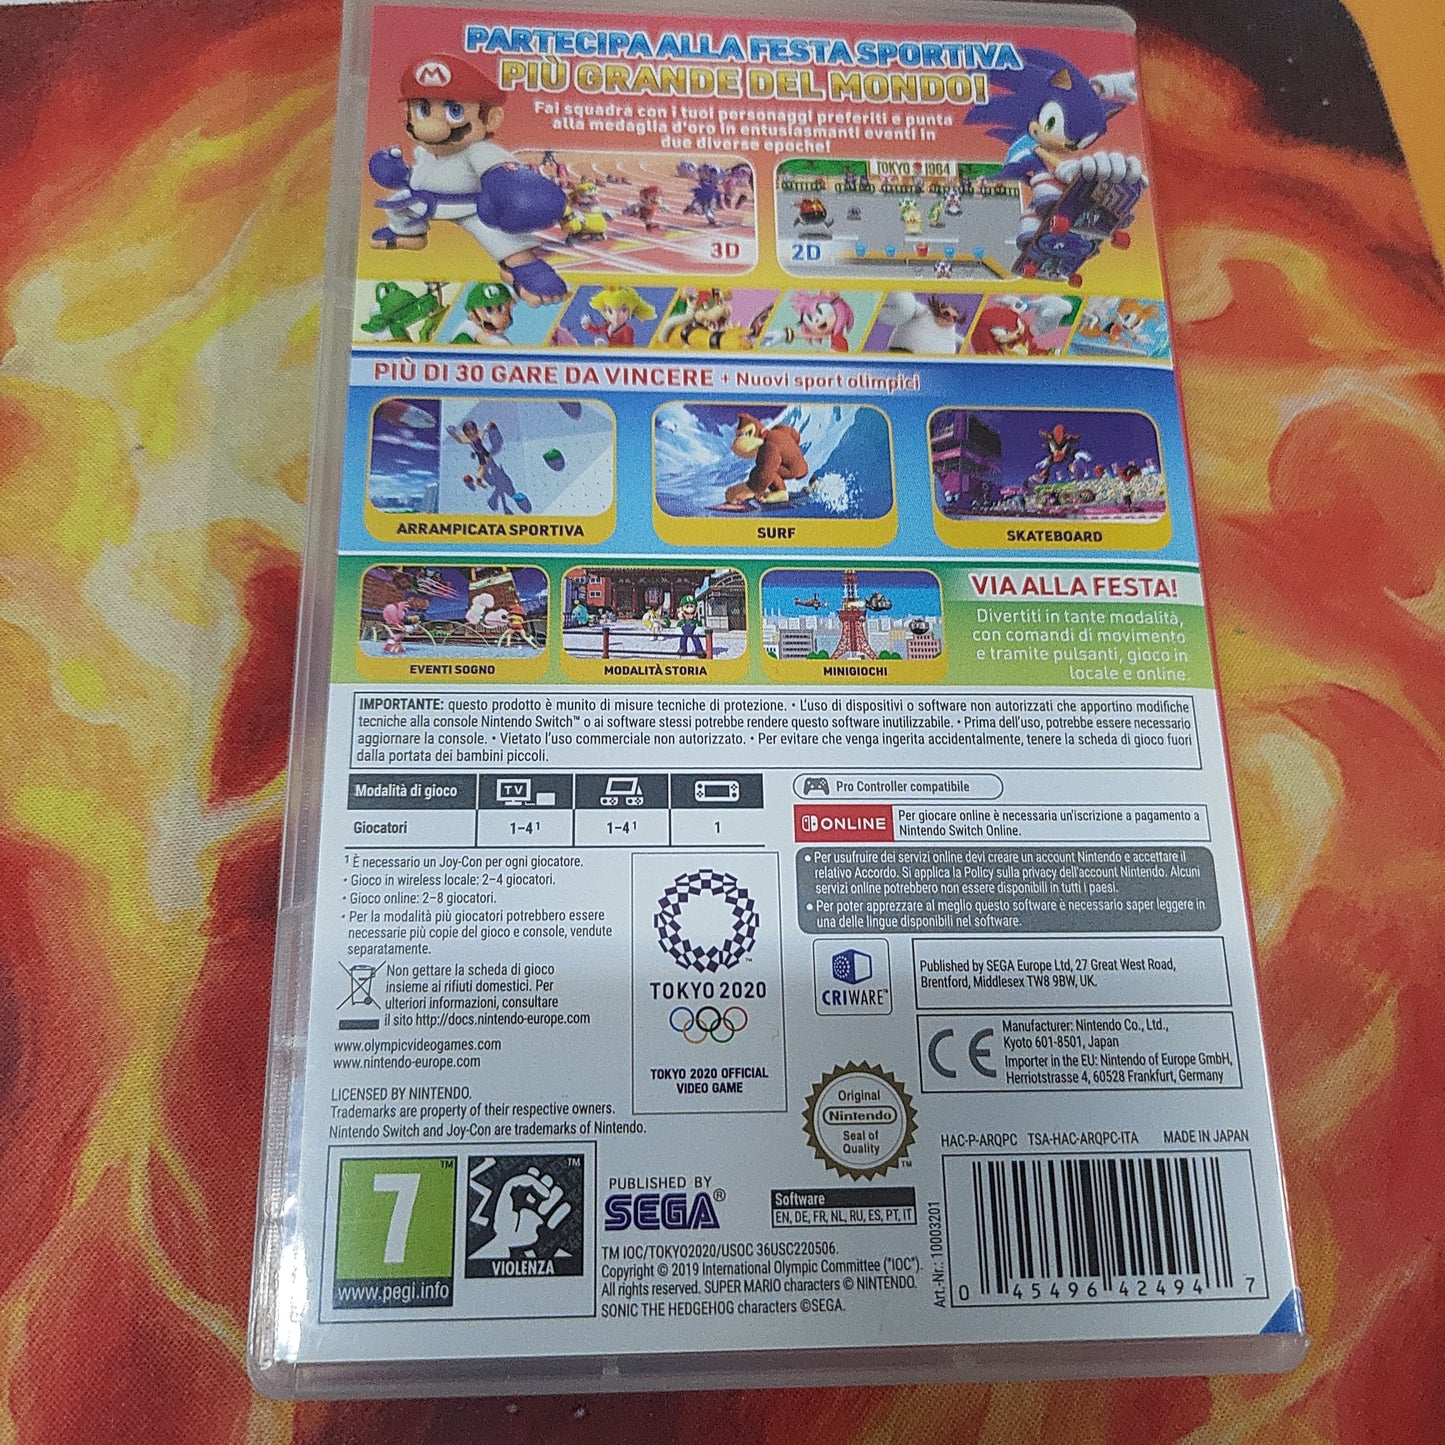 PARTECIPA ALLA FESTA SPORTIVA
PIÙ GRANDE DEL MONDO!
Fai squadra con i tuoi personaggi preferiti e punta
alla medaglia d'oro in entusiasmanti eventi in
due diverse epoche!
M
TOKYO 1964
3D
2D
PIÙ DI 30 GARE DA VINCERE + Nuovi sport olimpici
ARRAMPICATA SPORTIVA
SURF
SKATEBOARD
EVENTI SOGNO
MODALITÀ STORIA
MINIGIOCHI
VIA ALLA FESTA!
Divertiti in tante modalità,
con comandi di movimento
e tramite pulsanti, gioco in
locale e online.
IMPORTANTE: questo prodotto è munito di misure tecniche di protezione. • L'uso di dispositivi o software non autorizzati che apportino modifiche
tecniche alla console Nintendo Switch™ o ai software stessi potrebbe rendere questo software inutilizzabile. • Prima dell'uso, potrebbe essere necessario
aggiornare la console. • Vietato l'uso commerciale non autorizzato. • Per evitare che venga ingerita accidentalmente, tenere la scheda di gioco fuori
dalla portata dei bambini piccoli.
Modalità di gioco
TV
Giocatori
1-4¹
1-4¹
1
¹ È necessario un Joy-Con per ogni giocatore.
• Gioco in wireless locale: 2-4 giocatori.
• Gioco online: 2-8 giocatori.
• Per la modalità più giocatori potrebbero essere
necessarie più copie del gioco e console, vendute
separatamente.
Non gettare la scheda di gioco
insieme ai rifiuti domestici. Per
ulteriori informazioni, consultare
il sito http://docs.nintendo-europe.com
www.olympicvideogames.com
www.nintendo-europe.com
LICENSED BY NINTENDO.
Trademarks are property of their respective owners.
Nintendo Switch and Joy-Con are trademarks of Nintendo.
TOKYO 2020
TOKYO 2020 OFFICIAL
VIDEO GAME
Pro Controller compatibile
ONLINE
Per giocare online è necessaria un'iscrizione a pagamento a
Nintendo Switch Online.
• Per usufruire dei servizi online devi creare un account Nintendo e accettare il
relativo Accordo. Si applica la Policy sulla privacy dell'account Nintendo. Alcuni
servizi online potrebbero non essere disponibili in tutti i paesi.
• Per poter apprezzare al meglio questo software è necessario saper leggere in
una delle lingue disponibili nel software.
CRIWARE™
Published by SEGA Europe Ltd, 27 Great West Road,
Brentford, Middlesex TW8 9BW, UK.
CE
Manufacturer: Nintendo Co., Ltd.,
Kyoto 601-8501, Japan
Importer in the EU: Nintendo of Europe GmbH,
Herriotstrasse 4, 60528 Frankfurt, Germany
Original
Nintendo
Seal of
Quality
™
HAC-P-ARQPC TSA-HAC-ARQPC-ITA MADE IN JAPAN
7
™
www.pegi.info
™
VIOLENZA
PUBLISHED BY
SEGA®
Software
EN, DE, FR, NL, RU, ES, PT, IT
TM IOC/TOKYO2020/USOC 36USC220506.
Copyright © 2019 International Olympic Committee ("IOC").
All rights reserved. SUPER MARIO characters © NINTENDO.
SONIC THE HEDGEHOG characters ©SEGA.
Art.-Nr.: 10003201
0 45496 42494 7